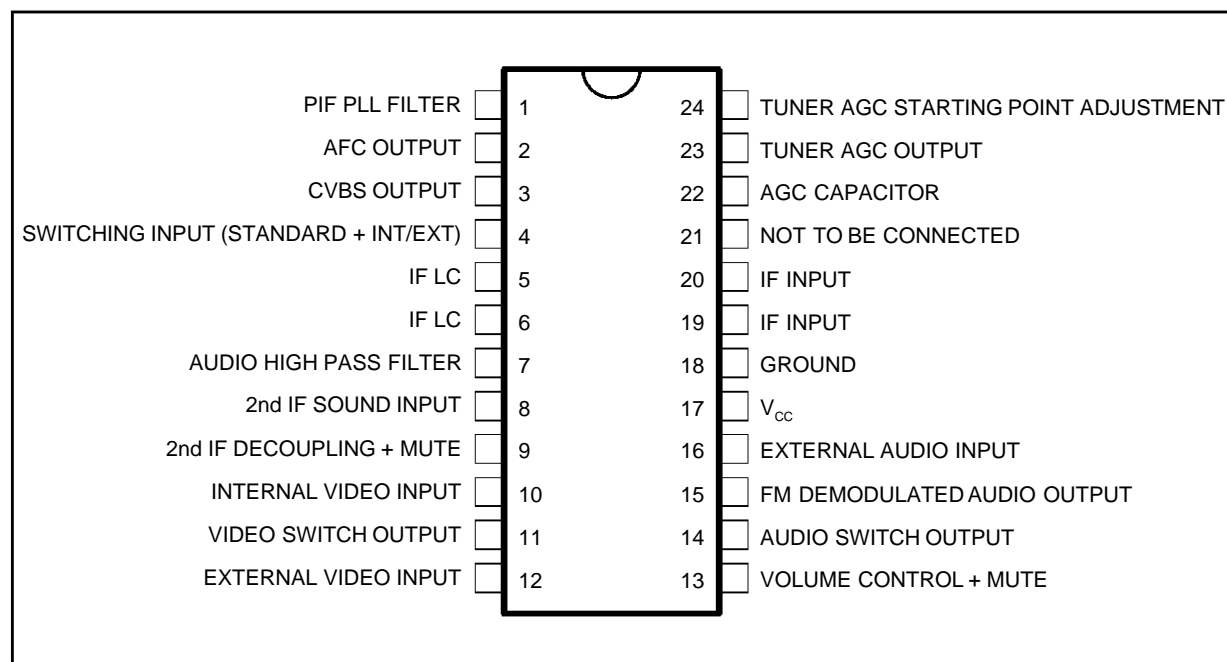 PIF PLL FILTER 1 24 TUNER AGC STARTING POINT ADJUSTMENT
AFC OUTPUT 2 23 TUNER AGC OUTPUT
CVBS OUTPUT 3 22 AGC CAPACITOR
SWITCHING INPUT (STANDARD + INT/EXT) 4 21 NOT TO BE CONNECTED
IF LC 5 20 IF INPUT
IF LC 6 19 IF INPUT
AUDIO HIGH PASS FILTER 7 18 GROUND
2nd IF SOUND INPUT 8 17 VCC
2nd IF DECOUPLING + MUTE 9 16 EXTERNAL AUDIO INPUT
INTERNAL VIDEO INPUT 10 15 FM DEMODULATED AUDIO OUTPUT
VIDEO SWITCH OUTPUT 11 14 AUDIO SWITCH OUTPUT
EXTERNAL VIDEO INPUT 12 13 VOLUME CONTROL + MUTE